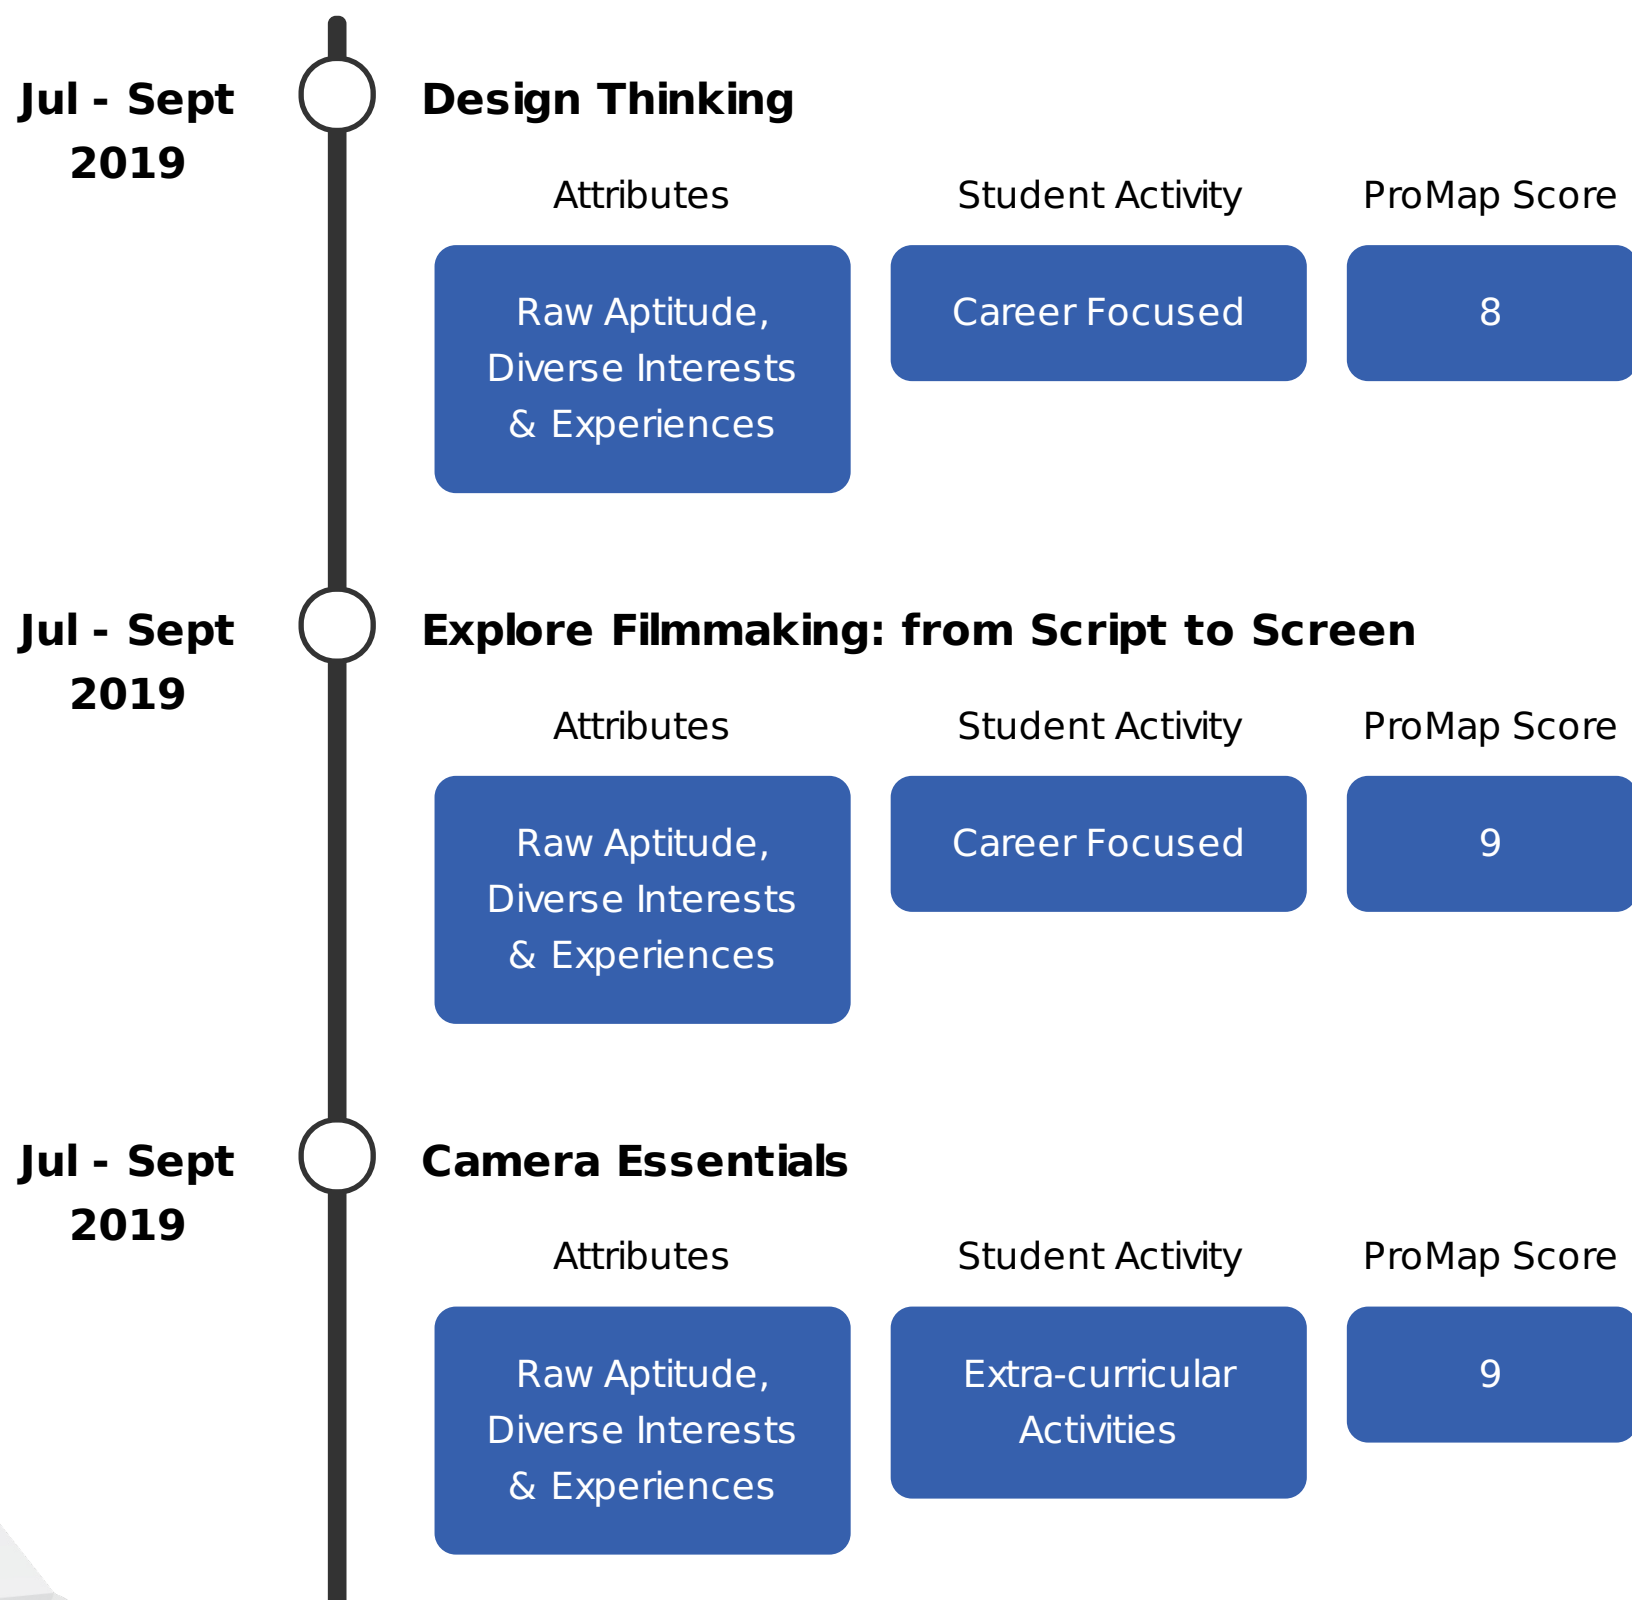 Jul - Sept
2019
Design Thinking
Attributes
Student Activity
ProMap Score
Raw Aptitude,
Diverse Interests
& Experiences
Career Focused
8
Jul - Sept
2019
Explore Filmmaking: from Script to Screen
Attributes
Student Activity
ProMap Score
Raw Aptitude,
Diverse Interests
& Experiences
Career Focused
9
Jul - Sept
2019
Camera Essentials
Attributes
Student Activity
ProMap Score
Raw Aptitude,
Diverse Interests
& Experiences
Extra-curricular
Activities
9